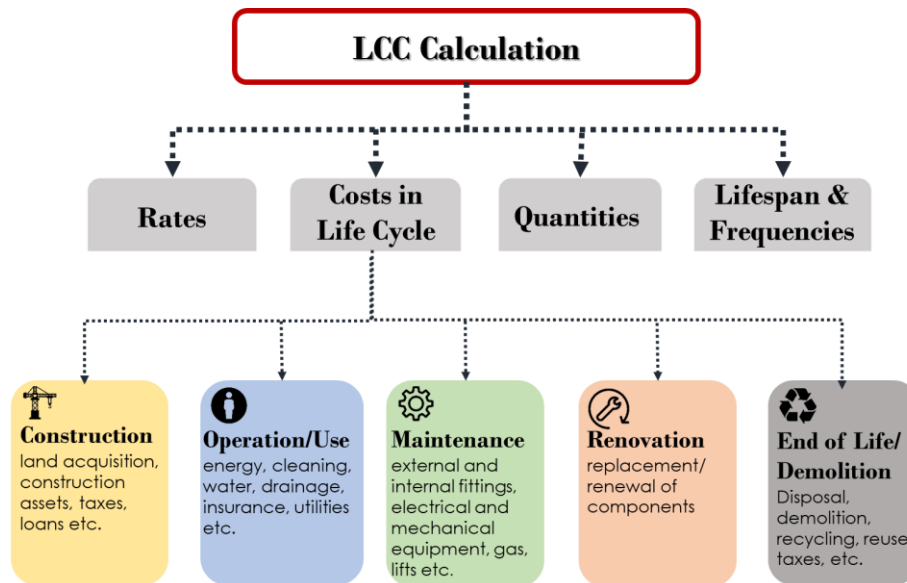 LCC Calculation
Rates
Costs in
Life Cycle
Quantities
Lifespan &
Frequencies
Construction
land acquisition,
construction
assets, taxes,
loans etc.
Operation/Use
energy, cleaning,
water, drainage,
insurance, utilities
etc.
Maintenance
external and
internal fittings,
electrical and
mechanical
equipment, gas,
lifts etc.
Renovation
replacement/
renewal of
components
End of Life/
Demolition
Disposal,
demolition,
recycling, reuse
taxes, etc.